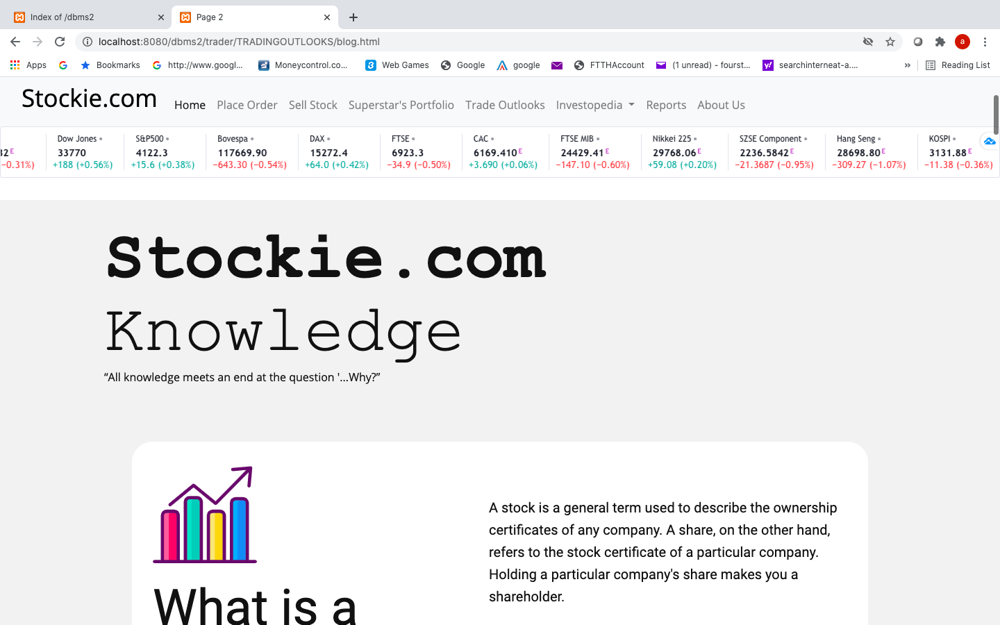 Index of /dbms2
Page 2
localhost:8080/dbms2/trader/TRADINGOUTLOOKS/blog.html
a
Apps
Bookmarks
http://www.googl...
Moneycontrol.co...
Web Games
Google
google
FTTHAccount
(1 unread) - fourst...
searchinterneat-a....
»
Reading List
Stockie.com
Home
Place Order
Sell Stock
Superstar's Portfolio
Trade Outlooks
Investopedia
Reports
About Us
32 E
−0.31%)
Dow Jones
33770
+188 (+0.56%)
S&P500
4122.3
+15.6 (+0.38%)
Bovespa
117669.90
−643.30 (−0.54%)
DAX
15272.4
+64.0 (+0.42%)
FTSE
6923.3
−34.9 (−0.50%)
CAC
6169.410 E
+3.690 (+0.06%)
FTSE MIB
24429.41 E
−147.10 (−0.60%)
Nikkei 225
29768.06 E
+59.08 (+0.20%)
SZSE Component
2236.5842 E
−21.3687 (−0.95%)
Hang Seng
28698.80 E
−309.27 (−1.07%)
KOSPI
3131.88 E
−11.38 (−0.36%)
Stockie.com
Knowledge
“All knowledge meets an end at the question '...Why?”
What is a
A stock is a general term used to describe the ownership
certificates of any company. A share, on the other hand,
refers to the stock certificate of a particular company.
Holding a particular company's share makes you a
shareholder.